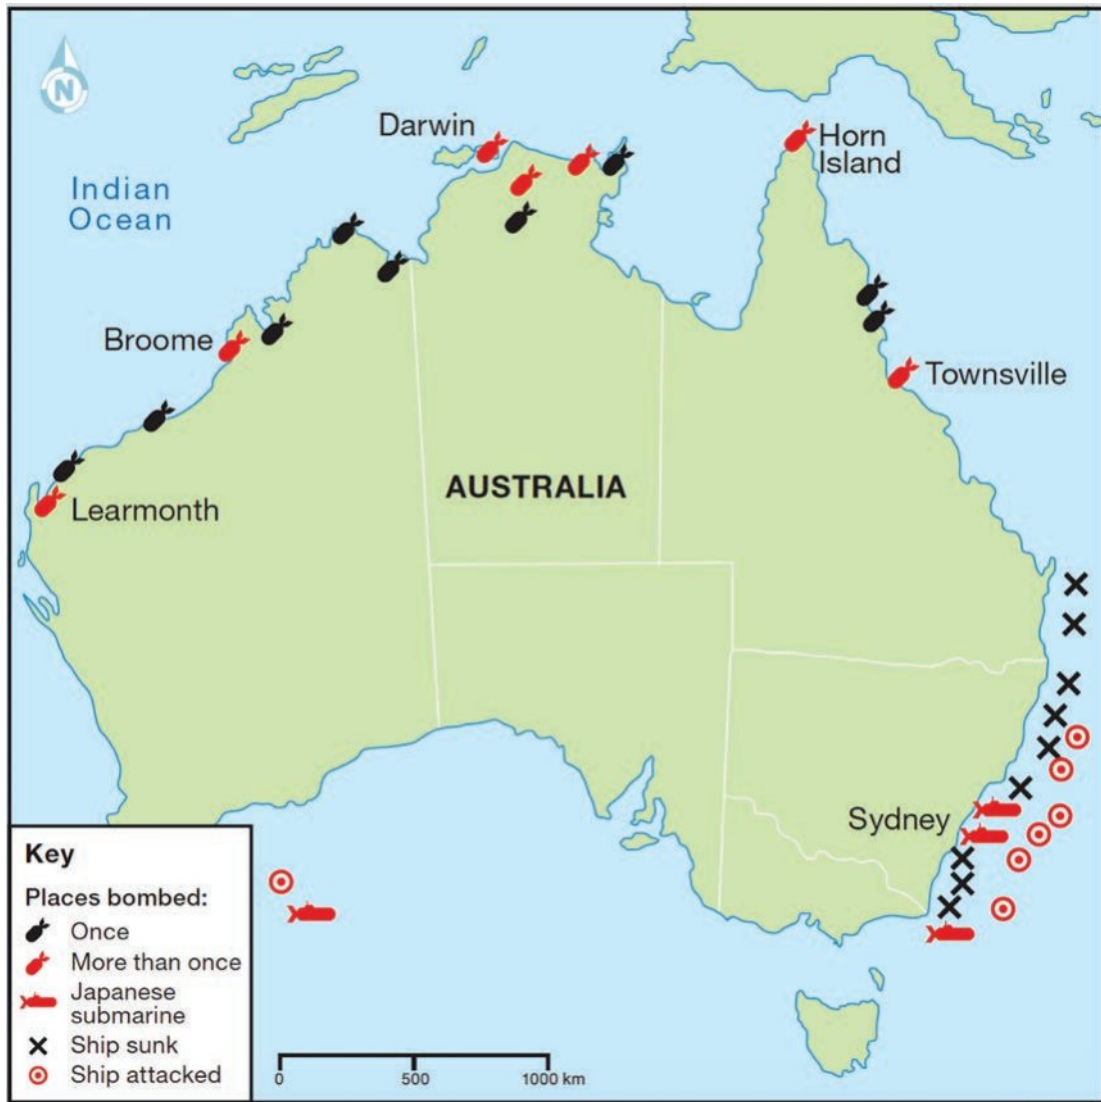 N
Darwin
Horn
Island
Indian
Ocean
Broome
Townsville
AUSTRALIA
Learmonth
Sydney
Key
Places bombed:
Once
More than once
Japanese
submarine
Ship sunk
Ship attacked
0 500 1000 km